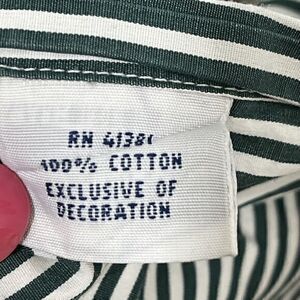 RN 41381
100% COTTON
EXCLUSIVE OF
DECORATION